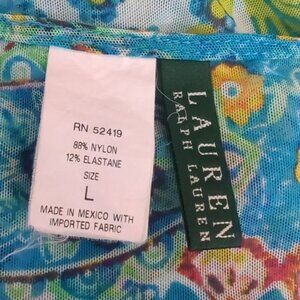 RN 52419
88% NYLON
12% ELASTANE
SIZE
L
MADE IN MEXICO WITH
IMPORTED FABRIC
LAUREN
RALPH LAUREN